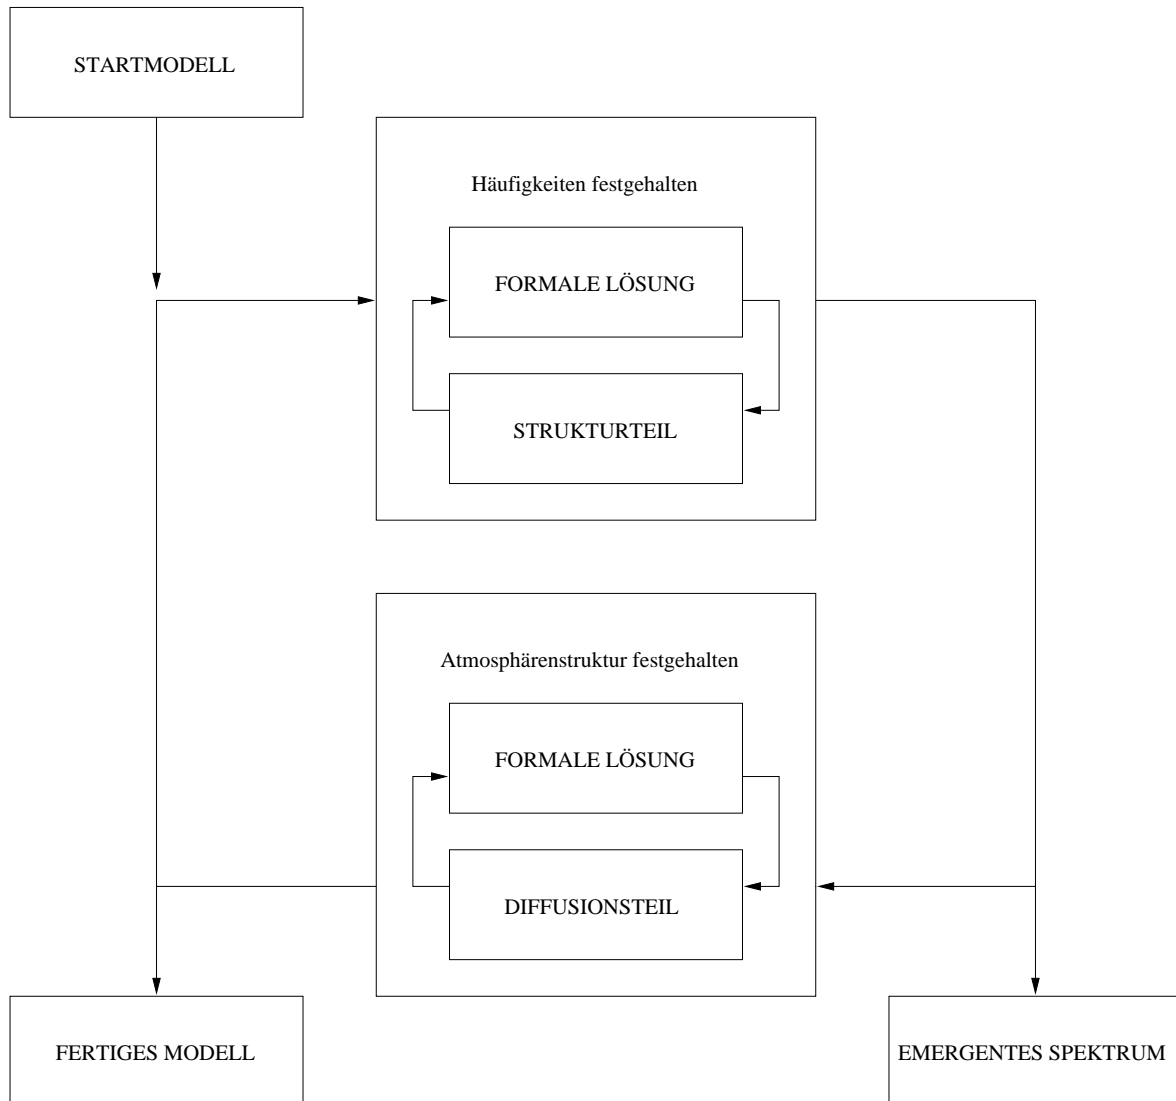 STARTMODELL
Häufigkeiten festgehalten
FORMALE LÖSUNG
STRUKTURTEIL
Atmosphärenstruktur festgehalten
FORMALE LÖSUNG
DIFFUSIONSTEIL
FERTIGES MODELL
EMERGENTES SPEKTRUM